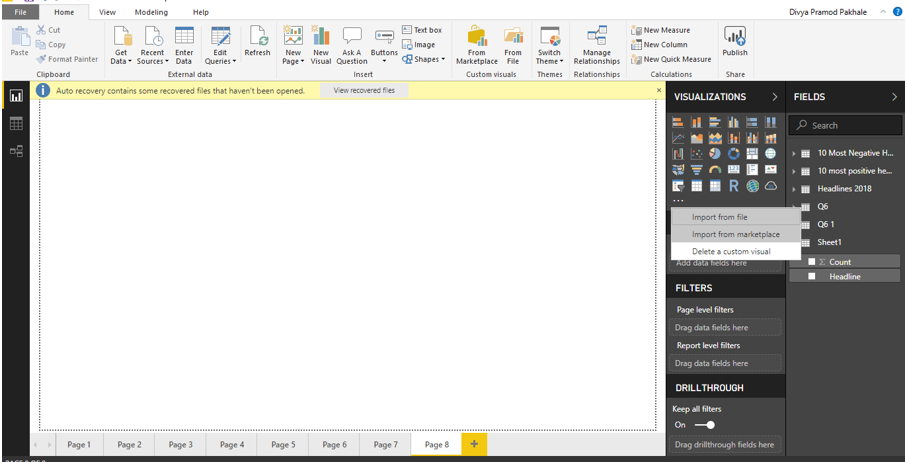 File Home View Modeling Help Divya Pramod Pakhale
Paste
Cut
Copy
Format Painter
Clipboard
Get Data
Recent Sources
Enter Data
Edit Queries
Refresh
External data
New Page
New Visual
Ask A Question
Buttons
Text box
Image
Shapes
Insert
From Marketplace
From File
Custom visuals
Switch Theme
Themes
Manage Relationships
Relationships
New Measure
New Column
New Quick Measure
Calculations
Publish
Share
Auto recovery contains some recovered files that haven't been opened. View recovered files
VISUALIZATIONS
R
Import from file
Import from marketplace
Delete a custom visual
Add data fields here
FILTERS
Page level filters
Drag data fields here
Report level filters
Drag data fields here
DRILLTHROUGH
Keep all filters
On
Drag drillthrough fields here
FIELDS
Search
10 Most Negative H...
10 most positive he...
Headlines 2018
Q6
Q6 1
Sheet1
Σ Count
Headline
Page 1 Page 2 Page 3 Page 4 Page 5 Page 6 Page 7 Page 8 +